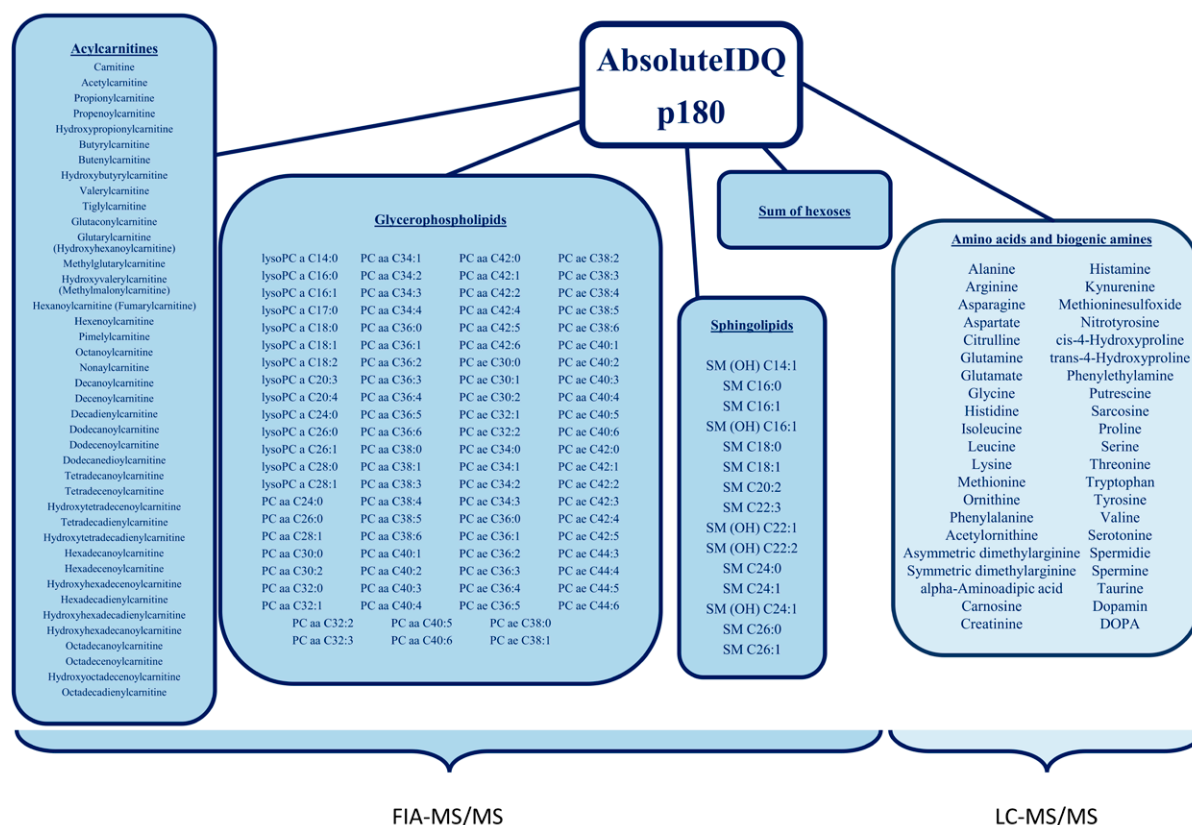 AbsoluteIDQ
p180
Acylcarnitines
Carnitine
Acetylcarnitine
Propionylcarnitine
Propenoylcarnitine
Hydroxypropionylcarnitine
Butyrylcarnitine
Butenylcarnitine
Hydroxybutyrylcarnitine
Valerylcarnitine
Tiglylcarnitine
Glutaconylcarnitine
Glutarylcarnitine
(Hydroxyhexanoylcarnitine)
Methylglutarylcarnitine
Hydroxyvalerylcarnitine
(Methylmalonylcarnitine)
Hexanoylcarnitine (Fumarylcarnitine)
Hexenoylcarnitine
Pimelylcarnitine
Octanoylcarnitine
Nonaylcarnitine
Decanoylcarnitine
Decenoylcarnitine
Decadienylcarnitine
Dodecanoylcarnitine
Dodecenoylcarnitine
Dodecanedioylcarnitine
Tetradecanoylcarnitine
Tetradecenoylcarnitine
Hydroxytetradecenoylcarnitine
Tetradecadienylcarnitine
Hydroxytetradecadienylcarnitine
Hexadecanoylcarnitine
Hexadecenoylcarnitine
Hydroxyhexadecenoylcarnitine
Hexadecadienylcarnitine
Hydroxyhexadecadienylcarnitine
Hydroxyhexadecanoylcarnitine
Octadecanoylcarnitine
Octadecenoylcarnitine
Hydroxyoctadecenoylcarnitine
Octadecadienylcarnitine
Glycerophospholipids
lysoPC a C14:0 PC aa C34:1 PC aa C42:0 PC ae C38:2
lysoPC a C16:0 PC aa C34:2 PC aa C42:1 PC ae C38:3
lysoPC a C16:1 PC aa C34:3 PC aa C42:2 PC ae C38:4
lysoPC a C17:0 PC aa C34:4 PC aa C42:4 PC ae C38:5
lysoPC a C18:0 PC aa C36:0 PC aa C42:5 PC ae C38:6
lysoPC a C18:1 PC aa C36:1 PC aa C42:6 PC ae C40:1
lysoPC a C18:2 PC aa C36:2 PC ae C30:0 PC ae C40:2
lysoPC a C20:3 PC aa C36:3 PC ae C30:1 PC ae C40:3
lysoPC a C20:4 PC aa C36:4 PC ae C30:2 PC ae C40:4
lysoPC a C24:0 PC aa C36:5 PC ae C32:1 PC ae C40:5
lysoPC a C26:0 PC aa C36:6 PC ae C32:2 PC ae C40:6
lysoPC a C26:1 PC aa C38:0 PC ae C34:0 PC ae C42:0
lysoPC a C28:0 PC aa C38:1 PC ae C34:1 PC ae C42:1
lysoPC a C28:1 PC aa C38:3 PC ae C34:2 PC ae C42:2
PC aa C24:0 PC aa C38:4 PC ae C34:3 PC ae C42:3
PC aa C26:0 PC aa C38:5 PC ae C36:0 PC ae C42:4
PC aa C28:1 PC aa C38:6 PC ae C36:1 PC ae C42:5
PC aa C30:0 PC aa C40:1 PC ae C36:2 PC ae C44:3
PC aa C30:2 PC aa C40:2 PC ae C36:3 PC ae C44:4
PC aa C32:0 PC aa C40:3 PC ae C36:4 PC ae C44:5
PC aa C32:1 PC aa C40:4 PC ae C36:5 PC ae C44:6
PC aa C32:2 PC aa C40:5 PC ae C38:0
PC aa C32:3 PC aa C40:6 PC ae C38:1
Sphingolipids
SM (OH) C14:1
SM C16:0
SM C16:1
SM (OH) C16:1
SM C18:0
SM C18:1
SM C20:2
SM C22:3
SM (OH) C22:1
SM (OH) C22:2
SM C24:0
SM C24:1
SM (OH) C24:1
SM C26:0
SM C26:1
Sum of hexoses
Amino acids and biogenic amines
Alanine Histamine
Arginine Kynurenine
Asparagine Methioninesulfoxide
Aspartate Nitrotyrosine
Citrulline cis-4-Hydroxyproline
Glutamine trans-4-Hydroxyproline
Glutamate Phenylethylamine
Glycine Putrescine
Histidine Sarcosine
Isoleucine Proline
Leucine Serine
Lysine Threonine
Methionine Tryptophan
Ornithine Tyrosine
Phenylalanine Valine
Acetylornithine Serotonine
Asymmetric dimethylarginine Spermidie
Symmetric dimethylarginine Spermine
alpha-Aminoadipic acid Taurine
Carnosine Dopamin
Creatinine DOPA
FIA-MS/MS
LC-MS/MS